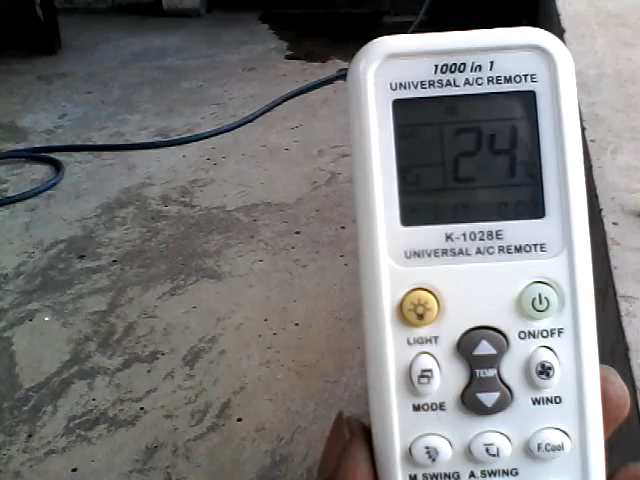 1000 in 1
UNIVERSAL A/C REMOTE
24
K-1028E
UNIVERSAL A/C REMOTE
LIGHT
ON/OFF
TEMP
MODE
WIND
F.Cool
M.SWING A.SWING